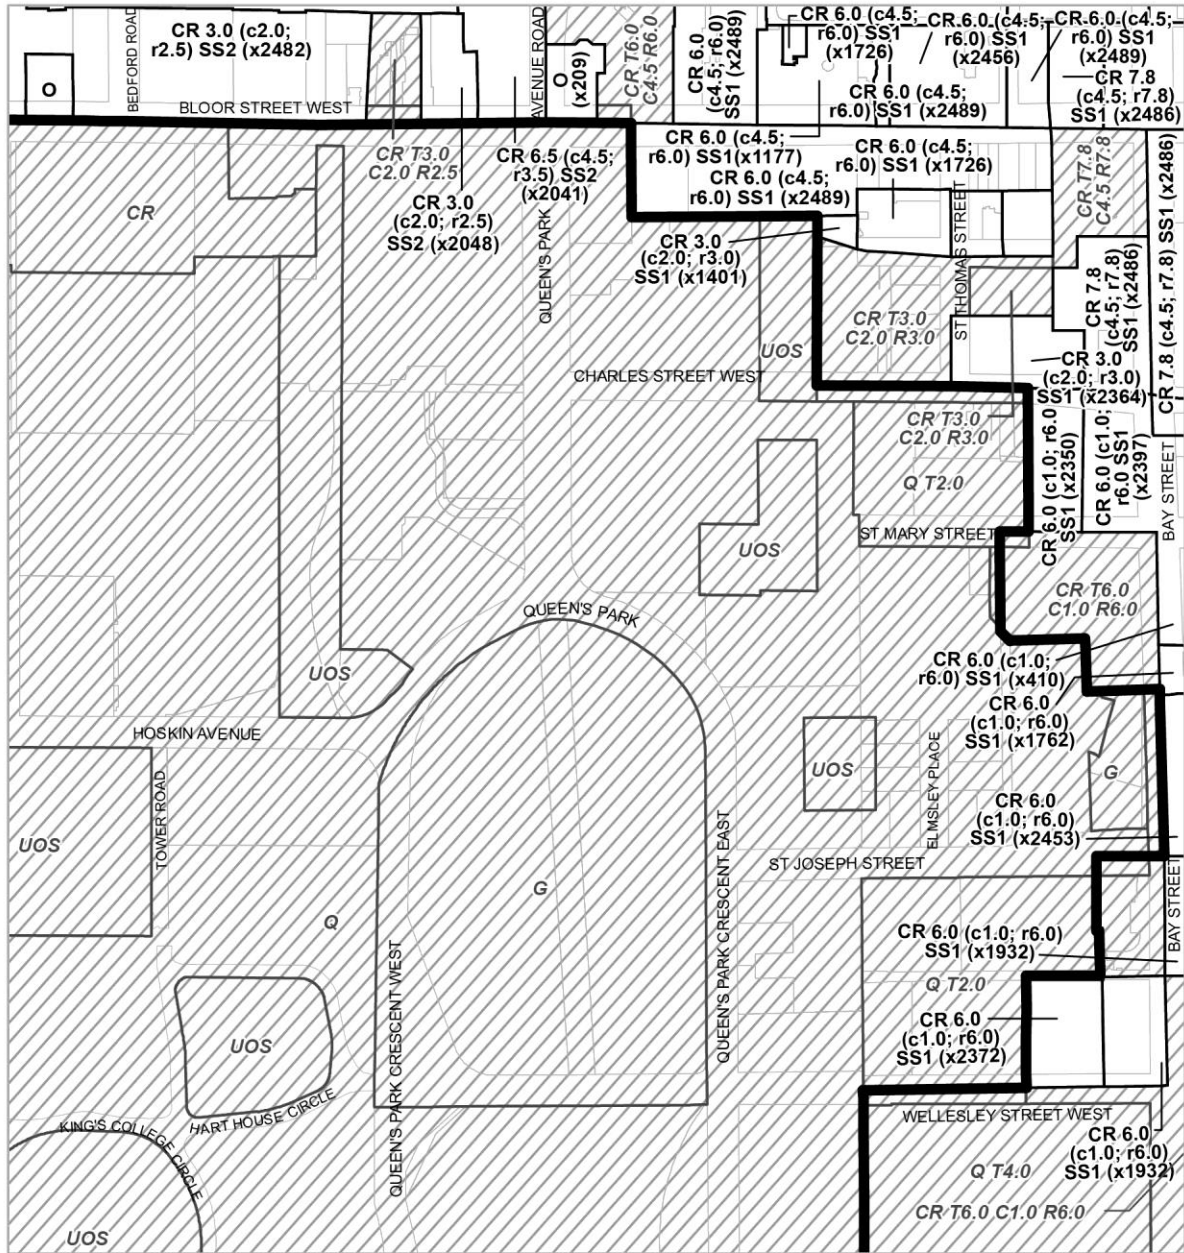 BEDFORD ROAD
CR 3.0 (c2.0;
r2.5) SS2 (x2482)
O
BLOOR STREET WEST
CR T3.0
C2.0 R2.5
AVENUE ROAD
O
(x209)
CR T6.0
C4.5 R6.0
CR 6.0
(c4.5; r6.0)
SS1 (x2489)
CR 6.0 (c4.5;
r6.0) SS1
(x1726)
CR 6.0 (c4.5;
r6.0) SS1
(x2456)
CR 6.0 (c4.5;
r6.0) SS1
(x2489)
CR 7.8
(c4.5; r7.8)
SS1 (x2486)
CR 6.0 (c4.5;
r6.0) SS1 (x2489)
CR 6.0 (c4.5;
r6.0) SS1(x1177)
CR 6.0 (c4.5;
r6.0) SS1 (x1726)
CR 6.0 (c4.5;
r6.0) SS1 (x2489)
CR 6.5 (c4.5;
r3.5) SS2
(x2041)
CR 3.0
(c2.0; r2.5)
SS2 (x2048)
CR
QUEEN'S PARK
CR 3.0
(c2.0; r3.0)
SS1 (x1401)
ST THOMAS STREET
CR T7.8
C4.5 R7.8
CR 7.8 (c4.5; r7.8) SS1 (x2486)
CR 7.8
(c4.5; r7.8)
SS1 (x2486)
CR T3.0
C2.0 R3.0
UOS
CHARLES STREET WEST
CR 3.0
(c2.0; r3.0)
SS1 (x2364)
CR T3.0
C2.0 R3.0
CR 6.0 (c1.0; r6.0)
SS1 (x2350)
CR 6.0 (c1.0;
r6.0 SS1
(x2397)
BAY STREET
Q T2.0
ST MARY STREET
UOS
CR T6.0
C1.0 R6.0
QUEEN'S PARK
UOS
CR 6.0 (c1.0;
r6.0) SS1 (x410)
CR 6.0
(c1.0; r6.0)
SS1 (x1762)
HOSKIN AVENUE
TOWER ROAD
UOS
UOS
ELMSLEY PLACE
G
CR 6.0
(c1.0; r6.0)
SS1 (x2453)
ST JOSEPH STREET
G
Q
QUEEN'S PARK CRESCENT WEST
QUEEN'S PARK CRESCENT EAST
BAY STREET
CR 6.0 (c1.0; r6.0)
SS1 (x1932)
Q T2.0
CR 6.0
(c1.0; r6.0)
SS1 (x2372)
UOS
HART HOUSE CIRCLE
KING'S COLLEGE CIRCLE
UOS
WELLESLEY STREET WEST
CR 6.0
(c1.0; r6.0)
SS1 (x1932)
Q T4.0
CR T6.0 C1.0 R6.0